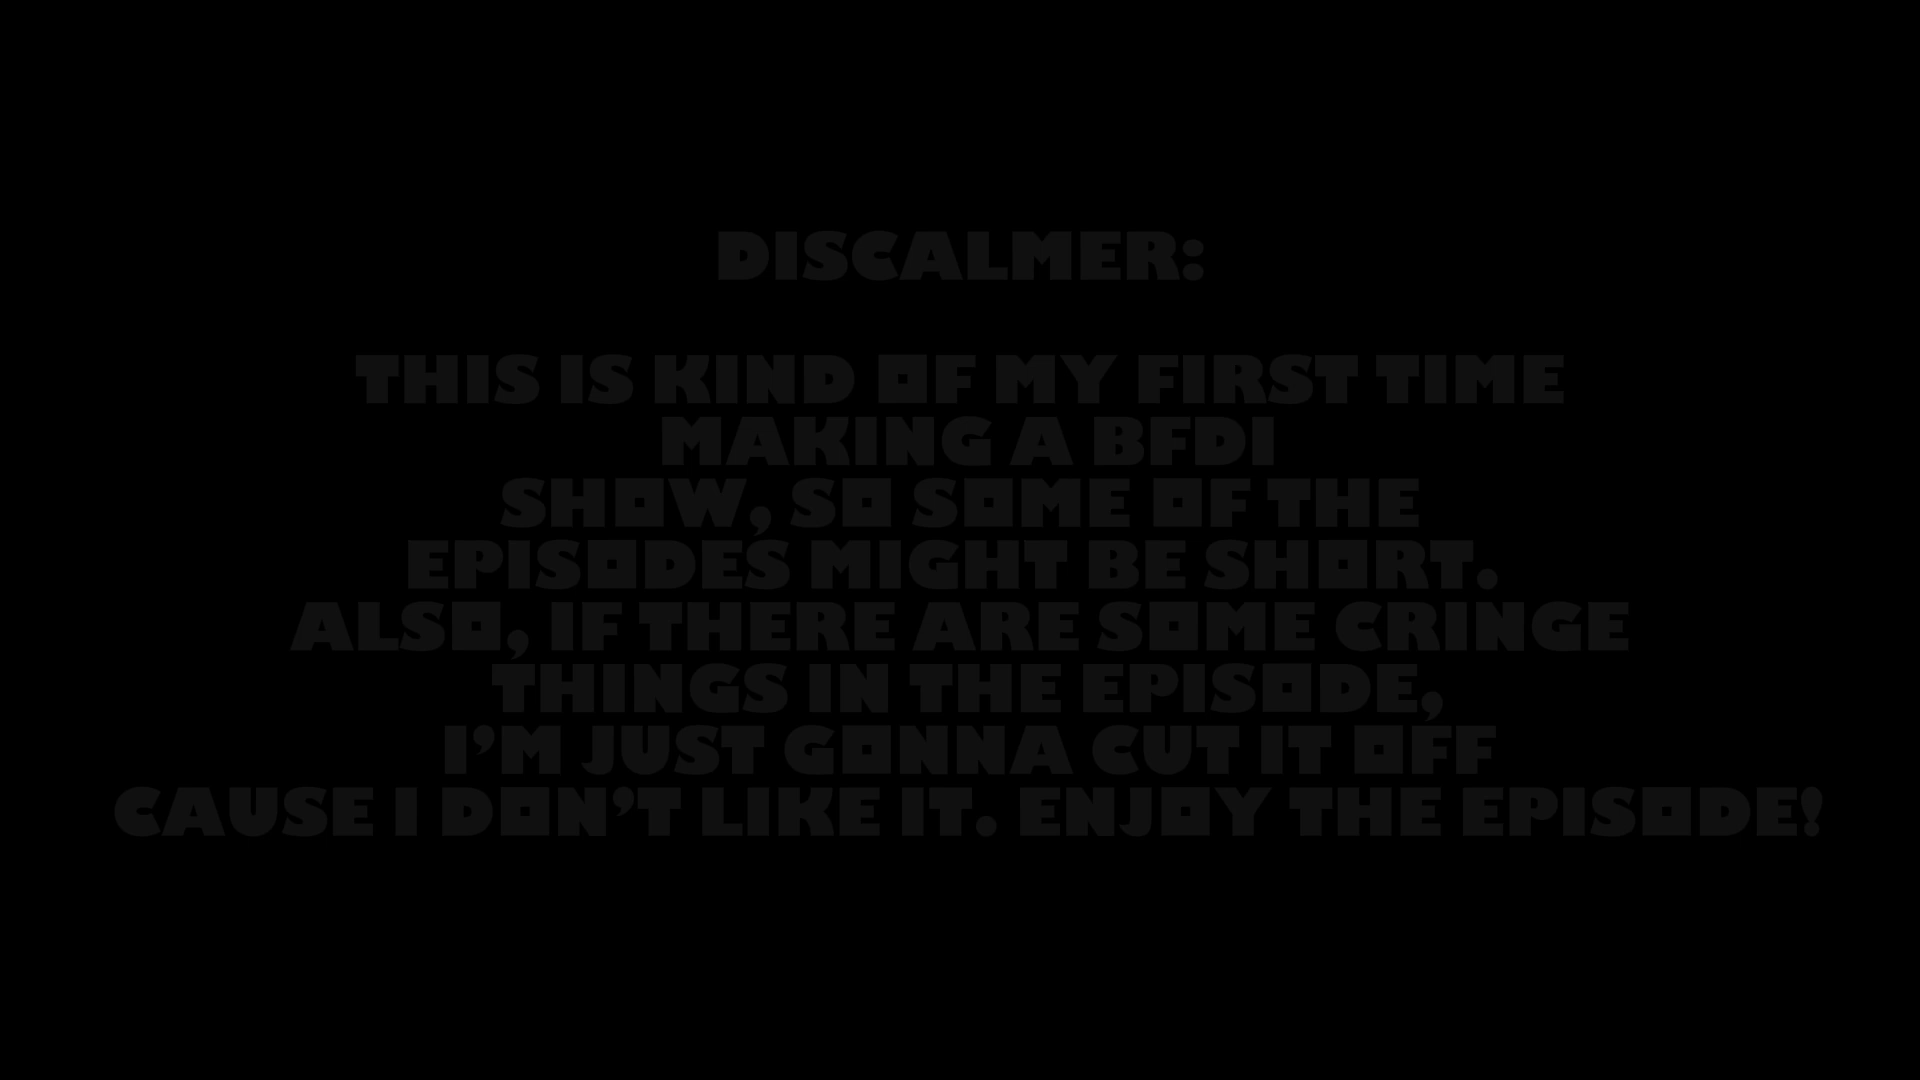 DISCALMER:
THIS IS KIND OF MY FIRST TIME
MAKING A BFDI
SHOW, SO SOME OF THE
EPISODES MIGHT BE SHORT.
ALSO, IF THERE ARE SOME CRINGE
THINGS IN THE EPISODE,
I’M JUST GONNA CUT IT OFF
CAUSE I DON’T LIKE IT. ENJOY THE EPISODE!